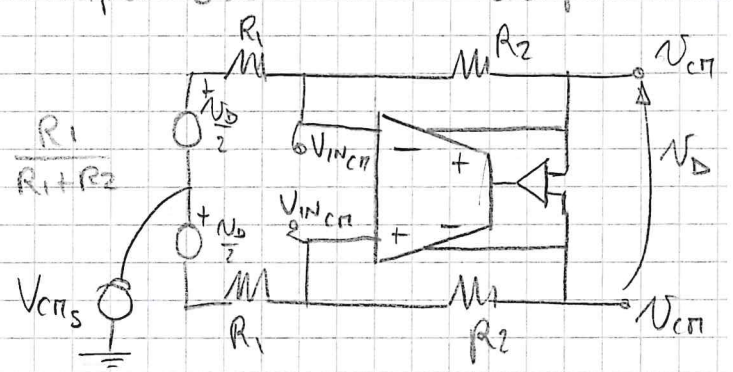 R1
R2
VCM
+
VD
2
R1
R1+R2
VINCM
−
+
VD
VINCM
+
VD
2
+
−
VCMS
R1
R2
VCM